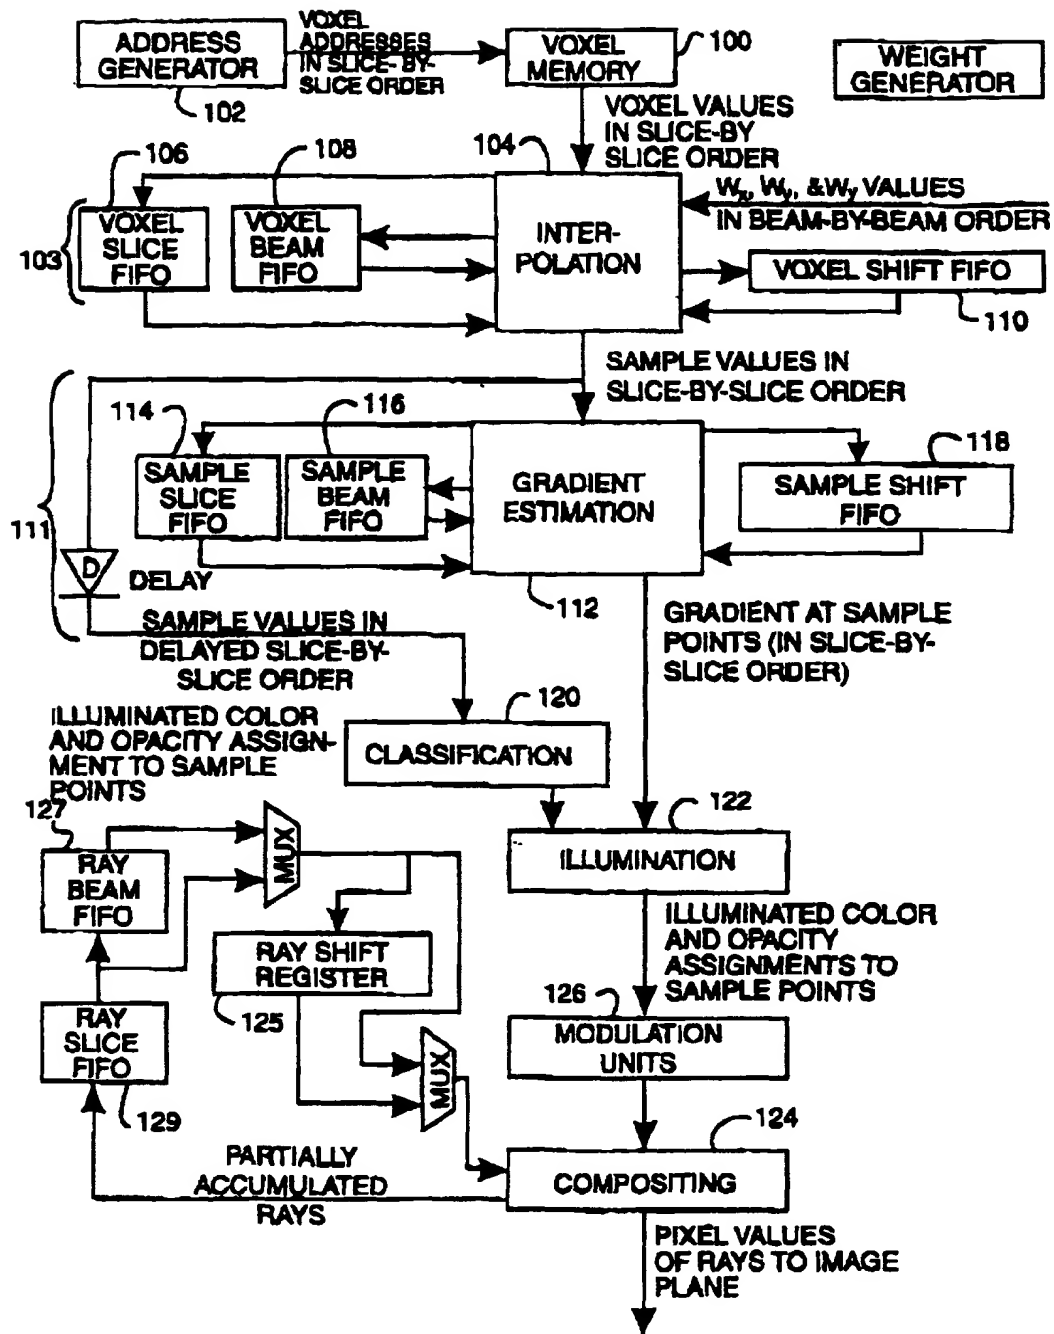 ADDRESS
GENERATOR
102
VOXEL
ADDRESSES
IN SLICE- BY-
SLICE ORDER
VOXEL
MEMORY
100
WEIGHT
GENERATOR
VOXEL VALUES
IN SLICE-BY
SLICE ORDER
106
108
104
103
VOXEL
SLICE
FIFO
VOXEL
BEAM
FIFO
INTER-
POLATION
Wx, Wy, &Wy VALUES
IN BEAM-BY-BEAM ORDER
VOXEL SHIFT FIFO
110
SAMPLE VALUES IN
SLICE-BY-SLICE ORDER
111
114
116
118
SAMPLE
SLICE
FIFO
SAMPLE
BEAM
FIFO
GRADIENT
ESTIMATION
SAMPLE SHIFT
FIFO
112
D
DELAY
SAMPLE VALUES IN
DELAYED SLICE-BY-
SLICE ORDER
GRADIENT AT SAMPLE
POINTS (IN SLICE-BY-
SLICE ORDER)
120
CLASSIFICATION
ILLUMINATED COLOR
AND OPACITY ASSIGN-
MENT TO SAMPLE
POINTS
127
RAY
BEAM
FIFO
MUX
122
ILLUMINATION
RAY SHIFT
REGISTER
125
ILLUMINATED COLOR
AND OPACITY
ASSIGNMENTS TO
SAMPLE POINTS
126
MODULATION
UNITS
RAY
SLICE
FIFO
129
MUX
124
COMPOSITING
PARTIALLY
ACCUMULATED
RAYS
PIXEL VALUES
OF RAYS TO IMAGE
PLANE